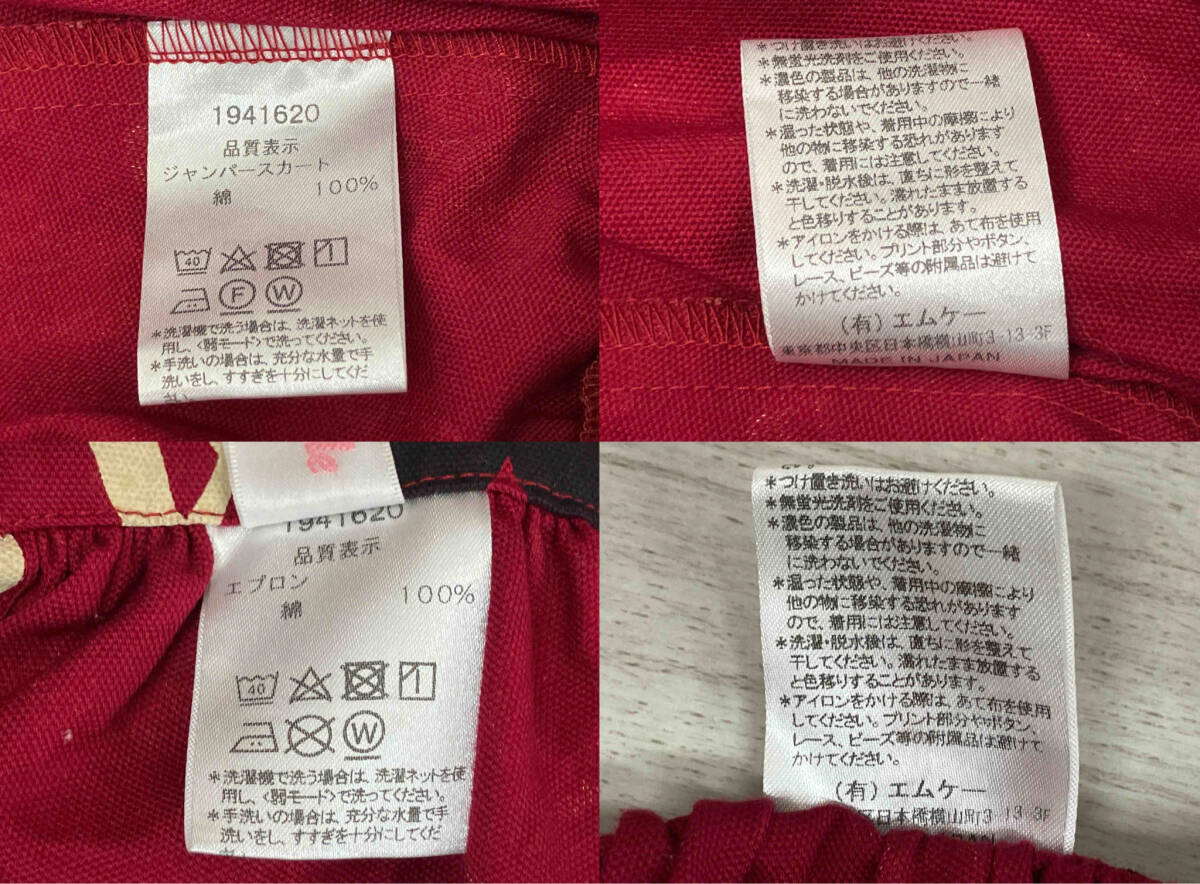 1941620
品質表示
ジャンパースカート
綿 100%
40
F W
*洗濯機で洗う場合は、洗濯ネットを使
用し、<弱モード>で洗ってください。
*手洗いの場合は、充分な水量で手
洗いをし、すすぎを十分にしてくだ
さい。
*つけ置き洗いはお避けください。
*無蛍光洗剤をご使用ください。
*濃色の製品は、他の洗濯物に
移染する場合がありますので一緒
に洗わないでください。
*湿った状態や、着用中の摩擦により
他の物に移染する恐れがあります
ので、着用には注意してください。
*洗濯・脱水後は、直ちに形を整えて
干してください。濡れたまま放置する
と色移りすることがあります。
*アイロンをかける際は、あて布を使用
してください。プリント部分やボタン、
レース、ビーズ等の附属品は避けて
かけてください。
(有)エムケー
東京都中央区日本橋横山町3-13-3F
MADE IN JAPAN
1941620
品質表示
エプロン
綿 100%
40
W
*洗濯機で洗う場合は、洗濯ネットを使
用し、<弱モード>で洗ってください。
*手洗いの場合は、充分な水量で手
洗いをし、すすぎを十分にしてくだ
*つけ置き洗いはお避けください。
*無蛍光洗剤をご使用ください。
*濃色の製品は、他の洗濯物に
移染する場合がありますので一緒
に洗わないでください。
*湿った状態や、着用中の摩擦により
他の物に移染する恐れがあります
ので、着用には注意してください。
*洗濯・脱水後は、直ちに形を整えて
干してください。濡れたまま放置する
と色移りすることがあります。
*アイロンをかける際は、あて布を使用
してください。プリント部分やボタン、
レース、ビーズ等の附属品は避けて
かけてください。
(有)エムケー
区日本橋横山町3-13-3F